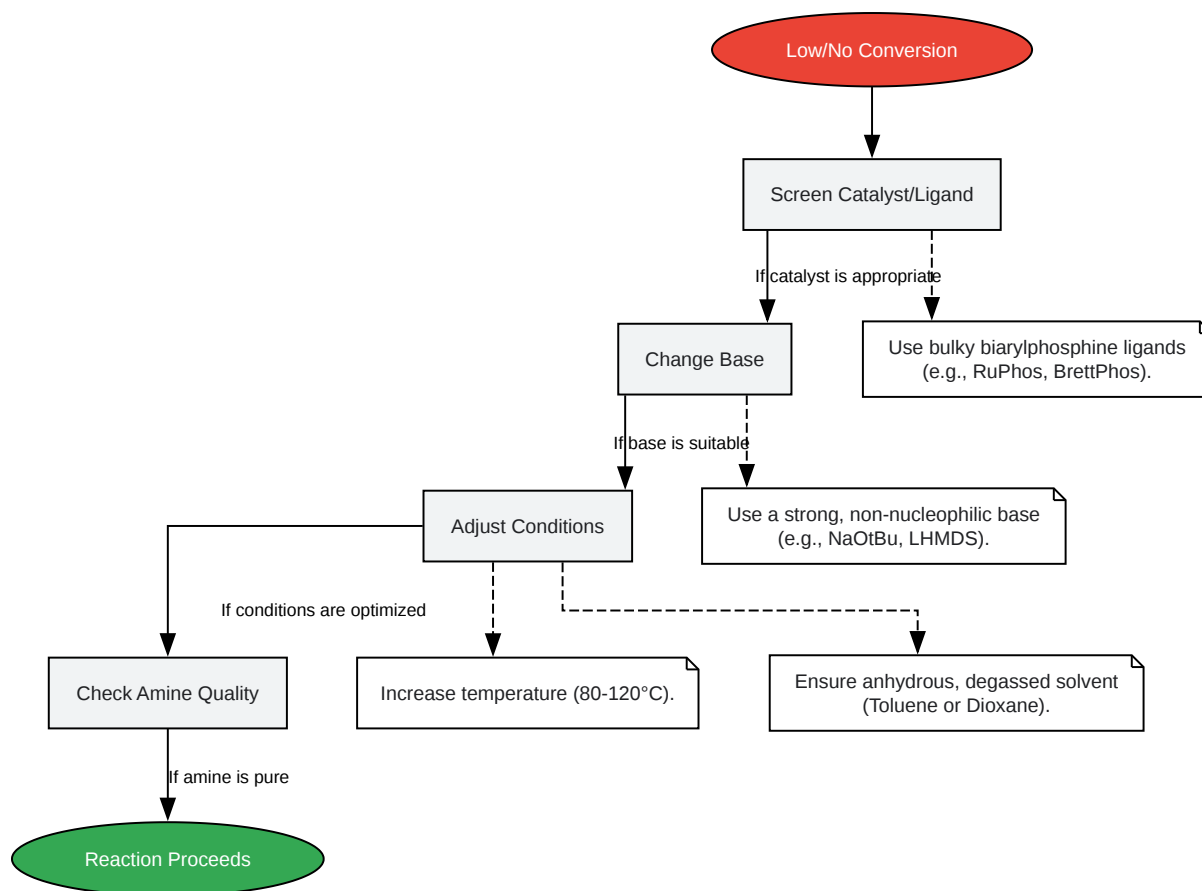 Low/No Conversion
Screen Catalyst/Ligand
If catalyst is appropriate
Change Base
Use bulky biarylphosphine ligands
(e.g., RuPhos, BrettPhos).
If base is suitable
Adjust Conditions
Use a strong, non-nucleophilic base
(e.g., NaOtBu, LHMDS).
If conditions are optimized
Check Amine Quality
Increase temperature (80-120°C).
Ensure anhydrous, degassed solvent
(Toluene or Dioxane).
If amine is pure
Reaction Proceeds